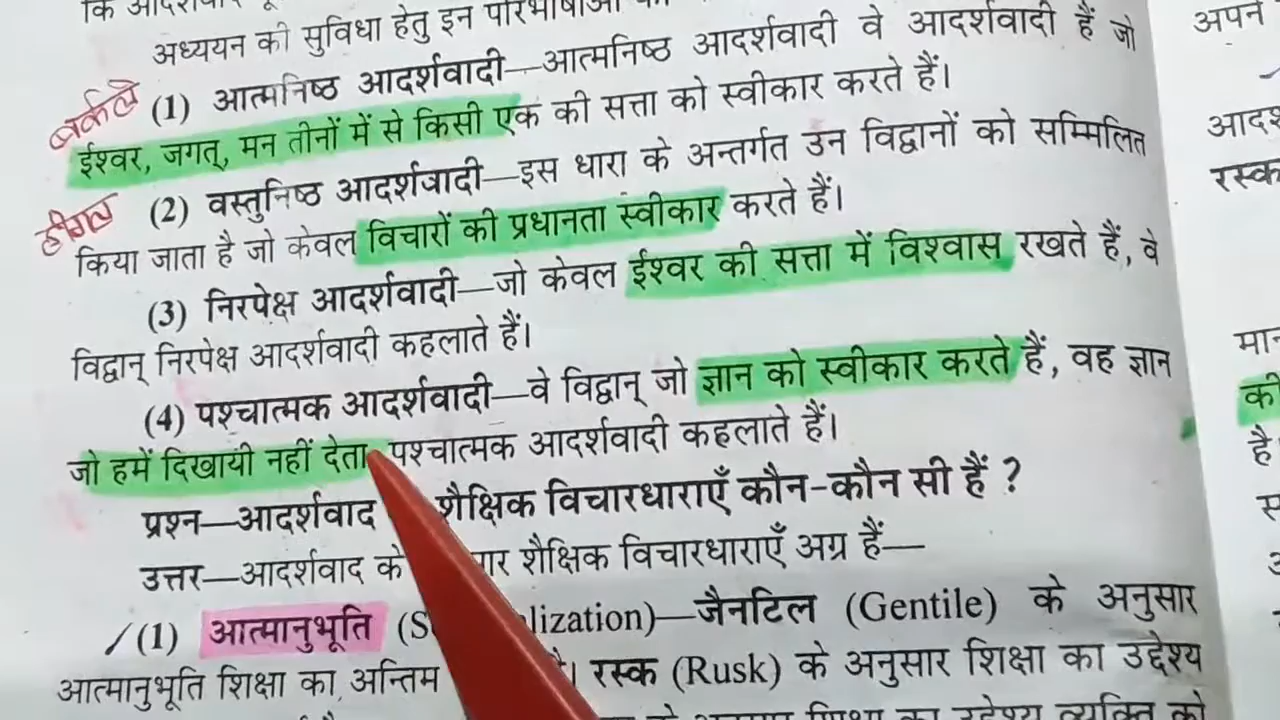 अध्ययन की सुविधा हेतु इन परिभाषाओं
बर्कले (1) आत्मनिष्ठ आदर्शवादी—आत्मनिष्ठ आदर्शवादी वे आदर्शवादी हैं जो
ईश्वर, जगत्, मन तीनों में से किसी एक की सत्ता को स्वीकार करते हैं।
हीगल (2) वस्तुनिष्ठ आदर्शवादी—इस धारा के अन्तर्गत उन विद्वानों को सम्मिलित
किया जाता है जो केवल विचारों की प्रधानता स्वीकार करते हैं।
(3) निरपेक्ष आदर्शवादी—जो केवल ईश्वर की सत्ता में विश्वास रखते हैं, वे
विद्वान् निरपेक्ष आदर्शवादी कहलाते हैं।
(4) पश्चात्मक आदर्शवादी—वे विद्वान् जो ज्ञान को स्वीकार करते हैं, वह ज्ञान
जो हमें दिखायी नहीं देता पश्चात्मक आदर्शवादी कहलाते हैं।
प्रश्न—आदर्शवाद शैक्षिक विचारधाराएँ कौन-कौन सी हैं ?
उत्तर—आदर्शवाद के शैक्षिक विचारधाराएँ अग्र हैं—
(1) आत्मानुभूति —जैनटिल (Gentile) के अनुसार
आत्मानुभूति शिक्षा का अन्तिम रस्क (Rusk) के अनुसार शिक्षा का उद्देश्य
अपने